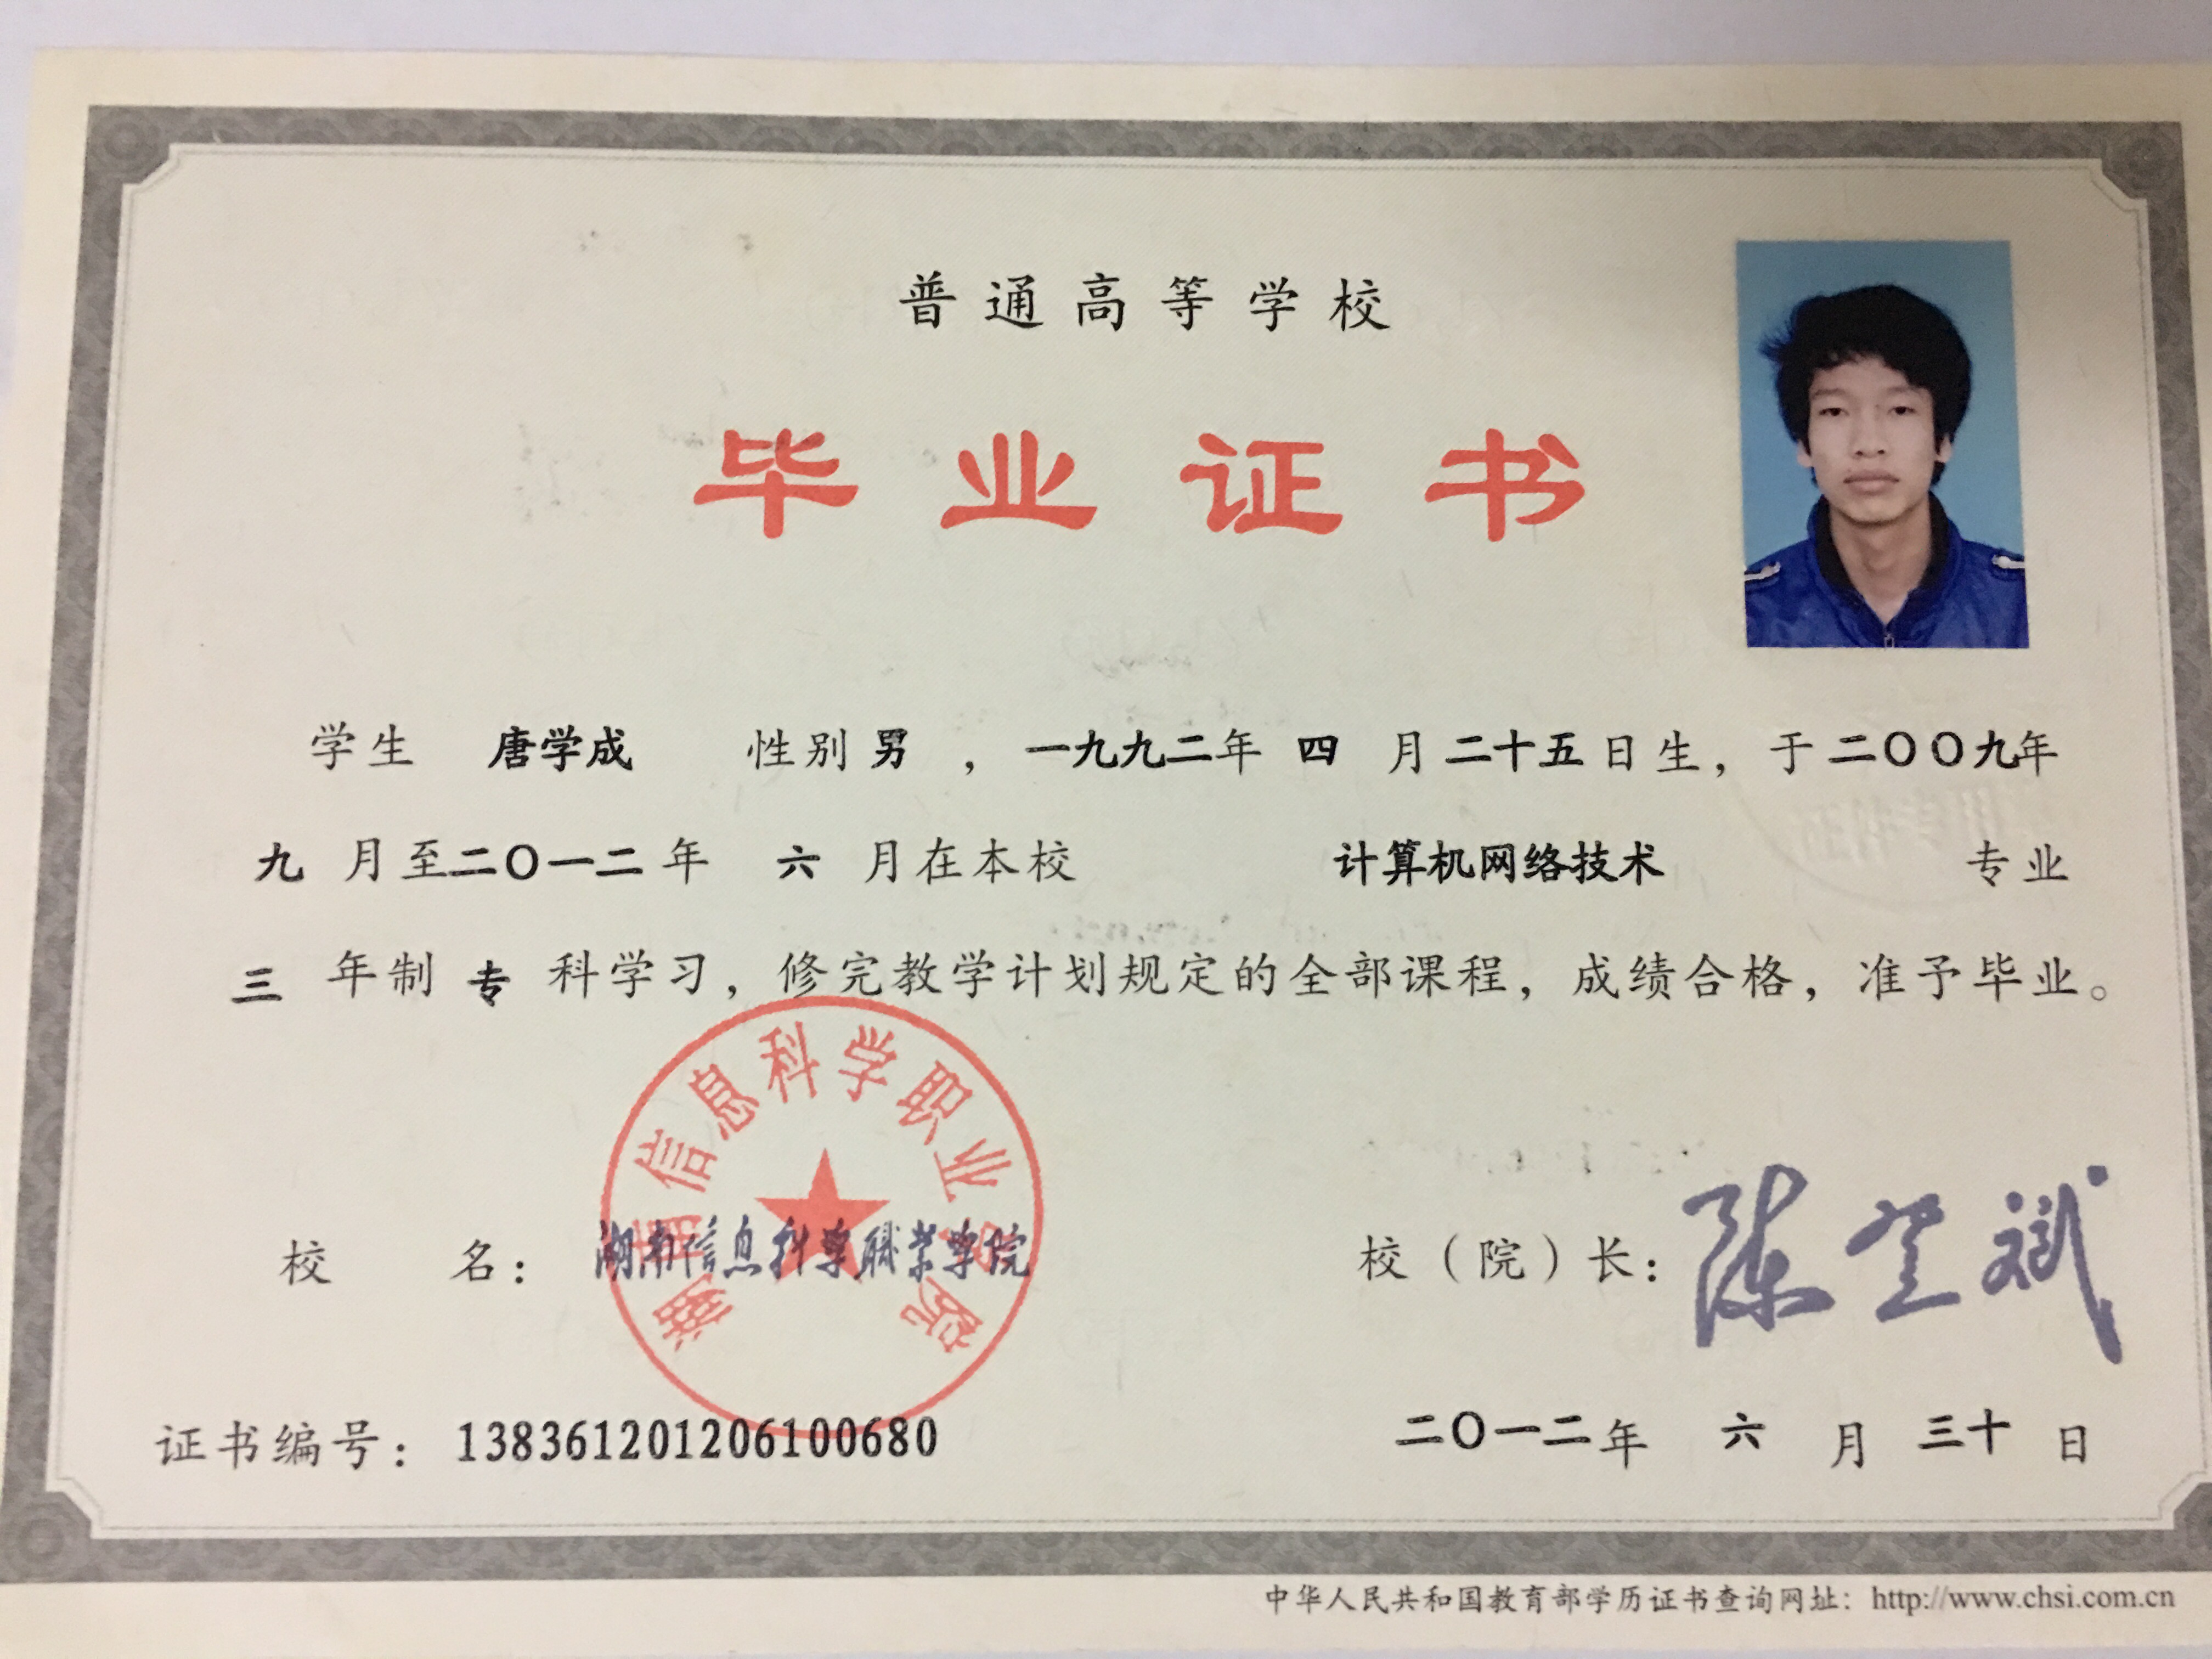 普通高等学校
毕业证书
学生 唐学成 性别 男 ，一九九二年 四 月 二十五 日生，于 二〇〇九年
九 月至二〇一二 年 六 月在本校 计算机网络技术 专业
三 年制 专 科学习，修完教学计划规定的全部课程，成绩合格，准予毕业。
湖南信息科学职业学院
校 名：湖南信息科学職業学院 校（院）长：陈登斌
证书编号：138361201206100680 二〇一二年 六 月 三十 日
中华人民共和国教育部学历证书查询网址：http://www.chsi.com.cn